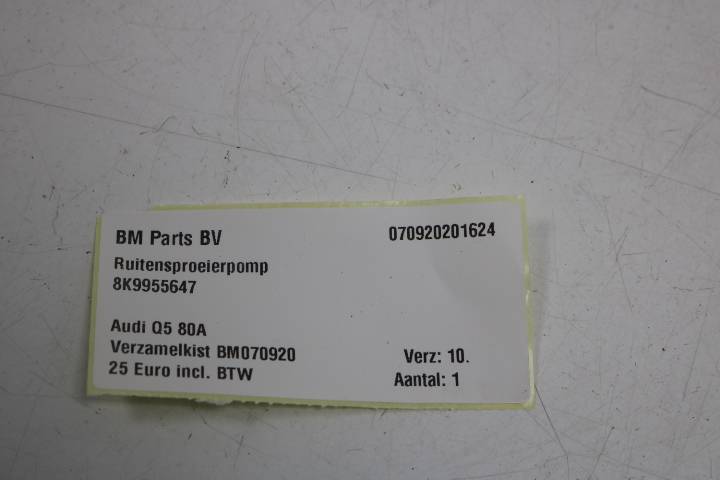 BM Parts BV 070920201624
Ruitensproeierpomp
8K9955647
Audi Q5 80A
Verzamelkist BM070920 Verz: 10.
25 Euro incl. BTW Aantal: 1